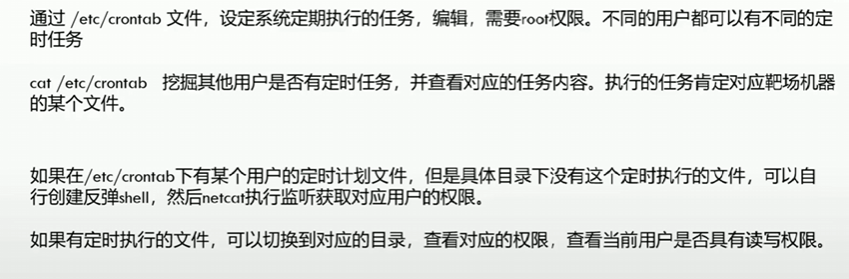 通过 /etc/crontab 文件，设定系统定期执行的任务，编辑，需要root权限。不同的用户都可以有不同的定
时任务
cat /etc/crontab 挖掘其他用户是否有定时任务，并查看对应的任务内容。执行的任务肯定对应靶场机器
的某个文件。
如果在/etc/crontab下有某个用户的定时计划文件，但是具体目录下没有这个定时执行的文件，可以自
行创建反弹shell，然后netcat执行监听获取对应用户的权限。
如果有定时执行的文件，可以切换到对应的目录，查看对应的权限，查看当前用户是否具有读写权限。